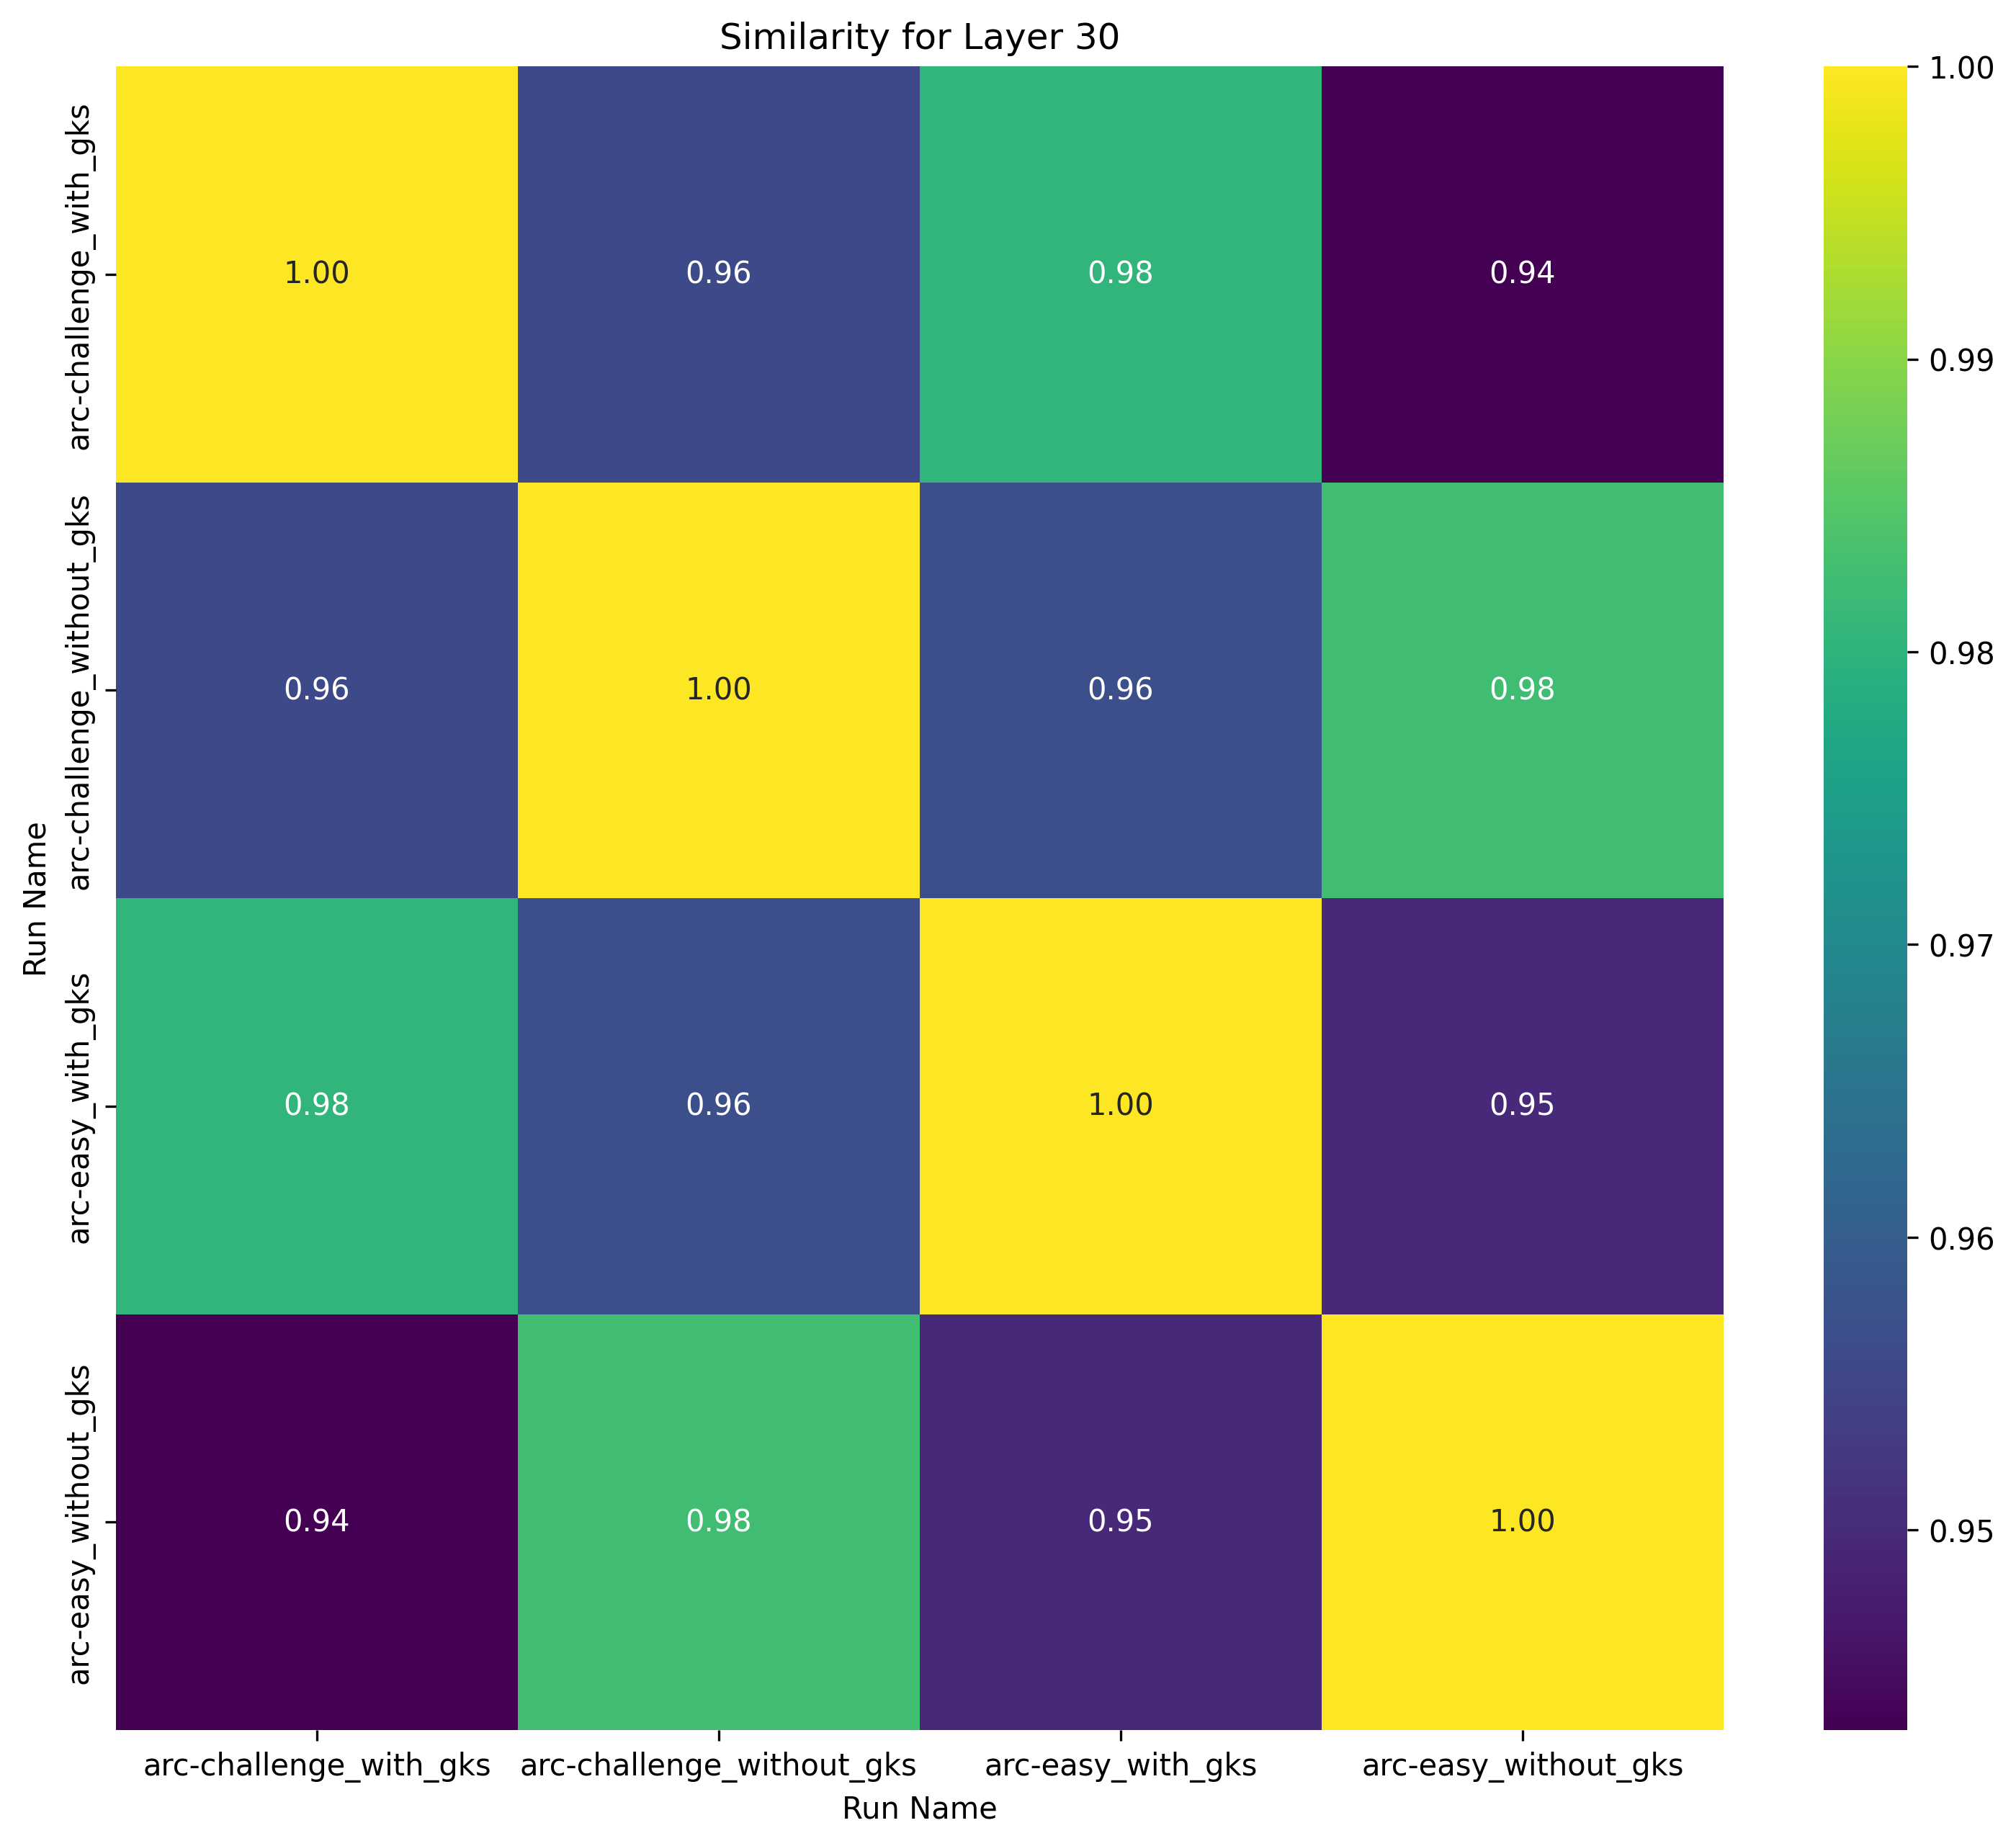 Similarity for Layer 30
Run Name
arc-challenge_with_gks
1.00 0.96 0.98 0.94
arc-challenge_without_gks
0.96 1.00 0.96 0.98
arc-easy_with_gks
0.98 0.96 1.00 0.95
arc-easy_without_gks
0.94 0.98 0.95 1.00
arc-challenge_with_gks arc-challenge_without_gks arc-easy_with_gks arc-easy_without_gks
Run Name
1.00
0.99
0.98
0.97
0.96
0.95